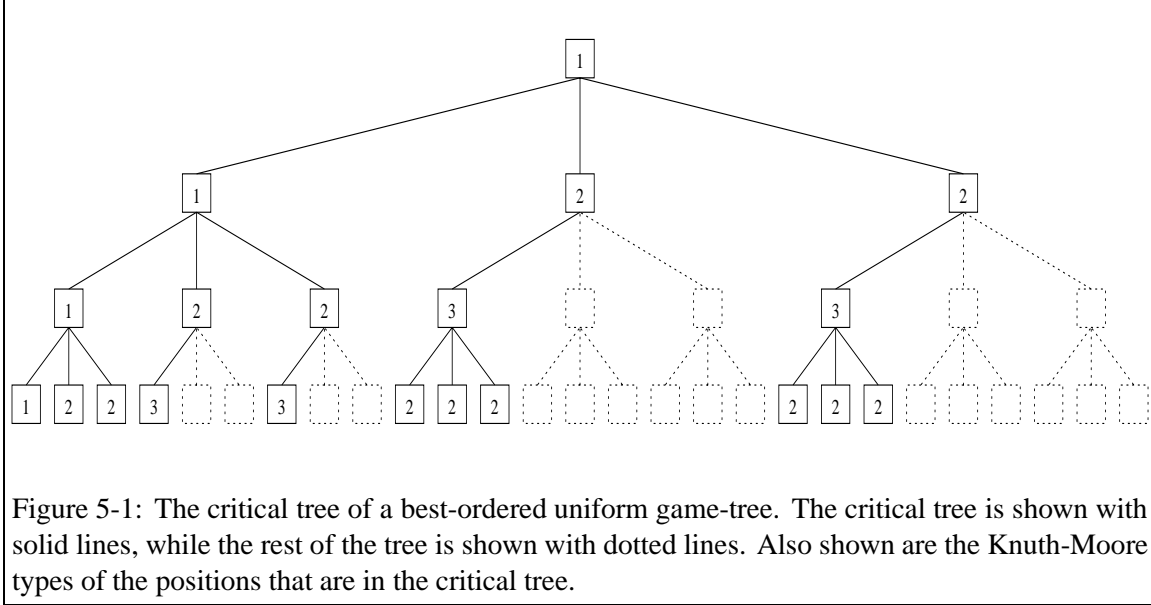 1
1 2 2
1 2 2 3 3
1 2 2 3 3 2 2 2 2 2 2
Figure 5-1: The critical tree of a best-ordered uniform game-tree. The critical tree is shown with
solid lines, while the rest of the tree is shown with dotted lines. Also shown are the Knuth-Moore
types of the positions that are in the critical tree.